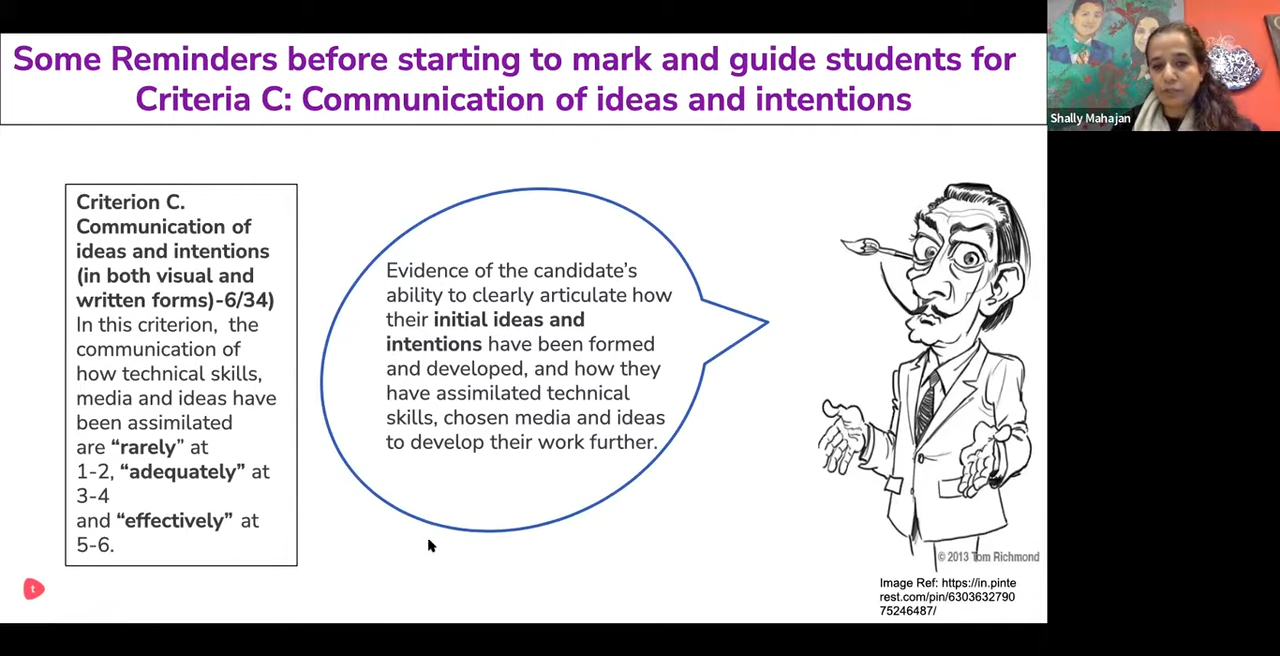 Some Reminders before starting to mark and guide students for
Criteria C: Communication of ideas and intentions
Shally Mahajan
Criterion C.
Communication of
ideas and intentions
(in both visual and
written forms)-6/34)
In this criterion, the
communication of
how technical skills,
media and ideas have
been assimilated
are “rarely” at
1-2, “adequately” at
3-4
and “effectively” at
5-6.
Evidence of the candidate’s
ability to clearly articulate how
their initial ideas and
intentions have been formed
and developed, and how they
have assimilated technical
skills, chosen media and ideas
to develop their work further.
© 2013 Tom Richmond
Image Ref: https://in.pinte
rest.com/pin/6303632790
75246487/
t